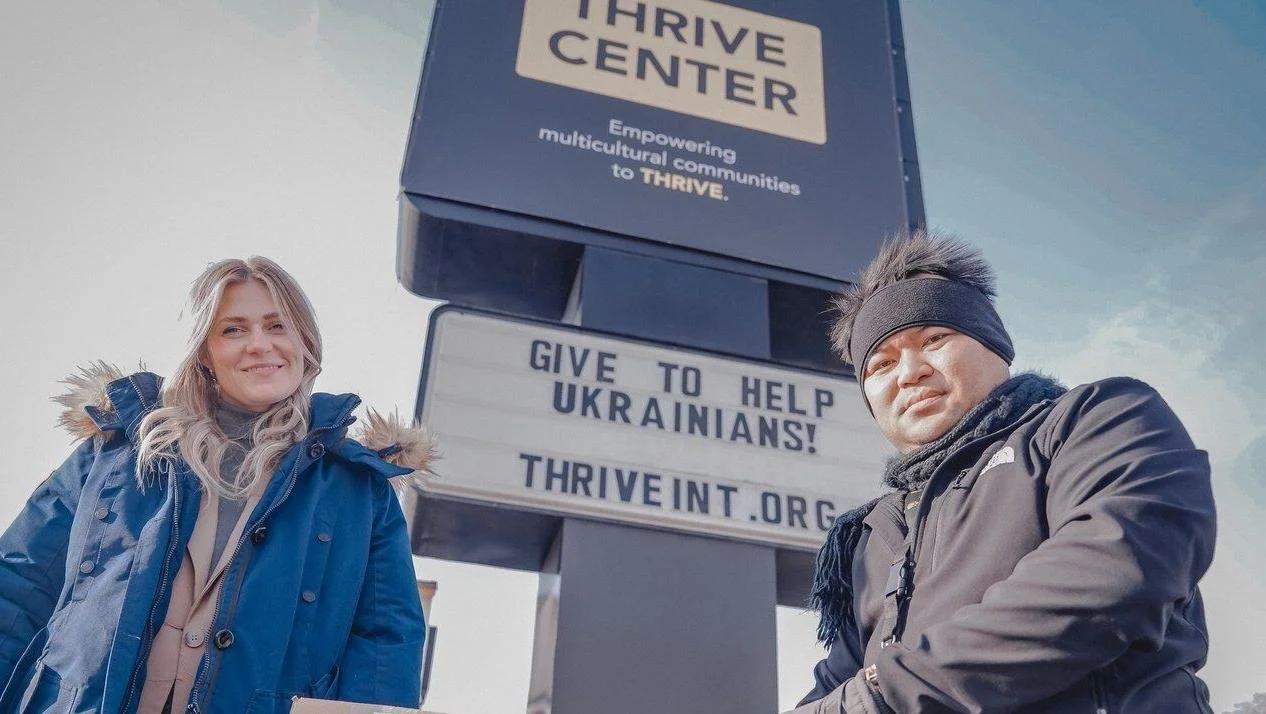 THRIVE
CENTER
Empowering
multicultural communities
to THRIVE.
GIVE TO HELP
UKRAINIANS!
THRIVEINT.ORG